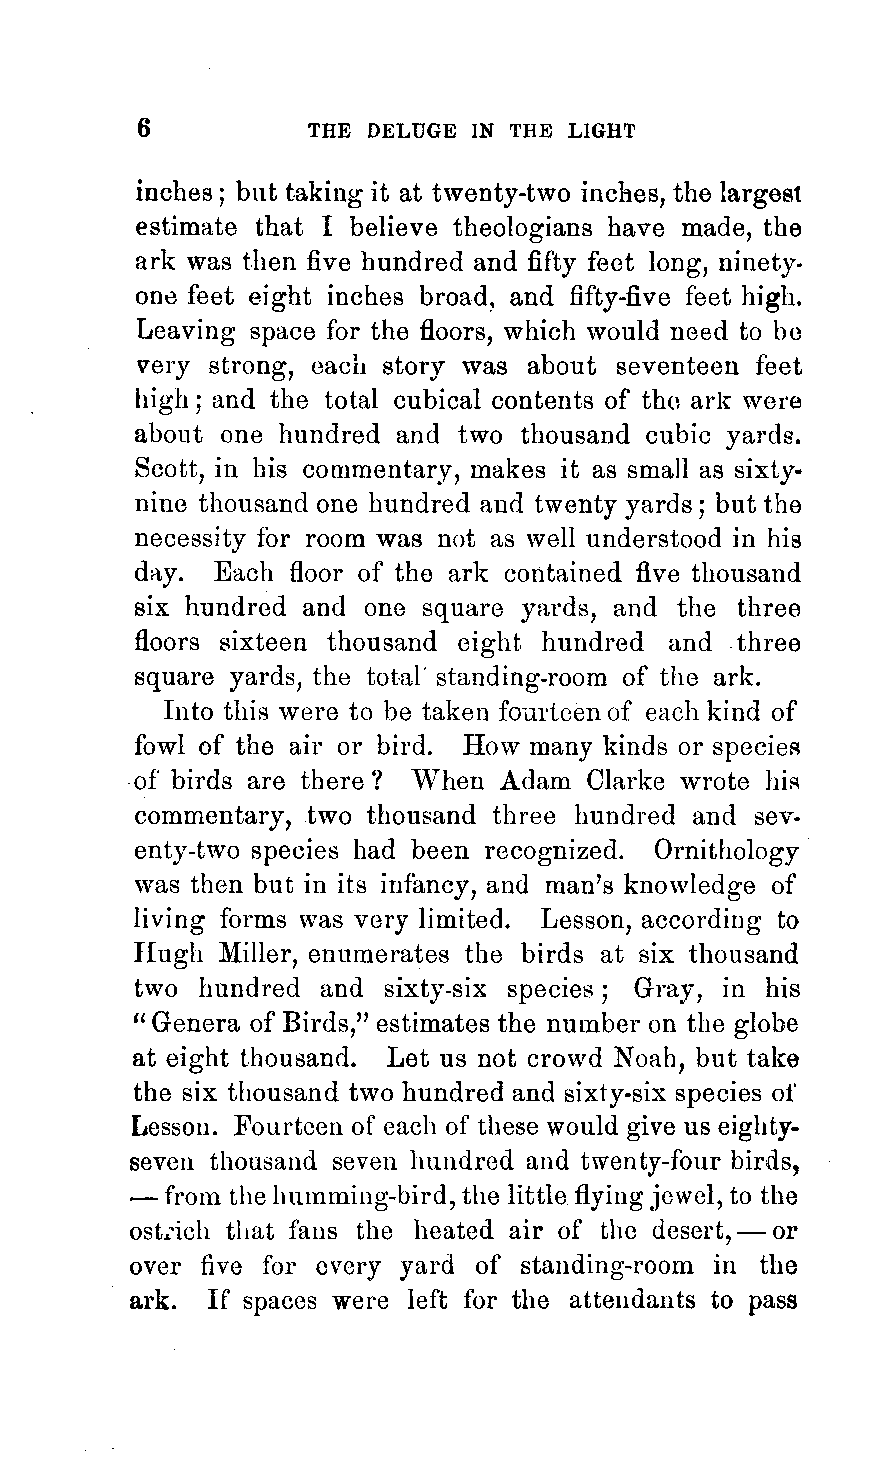 6 THE DELUGE IN THE LIGHT
inches; but taking it at twenty-two inches, the largest
estimate that I believe theologians have made, the
ark was then five hundred and fifty feet long, ninety-
one feet eight inches broad, and fifty-five feet high.
Leaving space for the floors, which would need to be
very strong, each story was about seventeen feet
high; and the total cubical contents of the ark were
about one hundred and two thousand cubic yards.
Scott, in his commentary, makes it as small as sixty-
nine thousand one hundred and twenty yards; but the
necessity for room was not as well understood in his
day. Each floor of the ark contained five thousand
six hundred and one square yards, and the three
floors sixteen thousand eight hundred and three
square yards, the total standing-room of the ark.
Into this were to be taken fourteen of each kind of
fowl of the air or bird. How many kinds or species
of birds are there? When Adam Clarke wrote his
commentary, two thousand three hundred and sev-
enty-two species had been recognized. Ornithology
was then but in its infancy, and man's knowledge of
living forms was very limited. Lesson, according to
Hugh Miller, enumerates the birds at six thousand
two hundred and sixty-six species; Gray, in his
"Genera of Birds," estimates the number on the globe
at eight thousand. Let us not crowd Noah, but take
the six thousand two hundred and sixty-six species of
Lesson. Fourteen of each of these would give us eighty-
seven thousand seven hundred and twenty-four birds,
— from the humming-bird, the little flying jewel, to the
ostrich that fans the heated air of the desert, — or
over five for every yard of standing-room in the
ark. If spaces were left for the attendants to pass